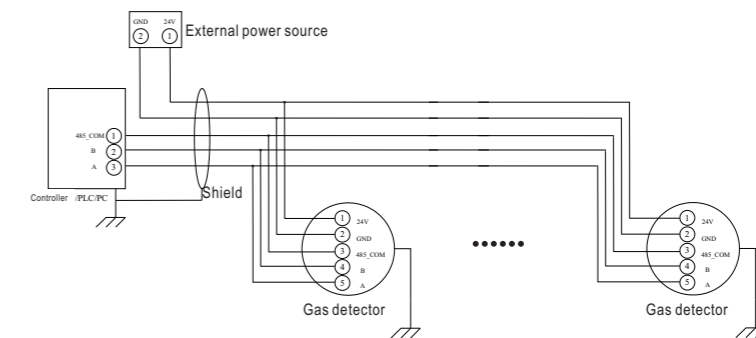 GND 24V
2 1 External power source
485_COM 1
B 2
A 3
Controller /PLC/PC
Shield
1 24V
2 GND
3 485_COM
4 B
5 A
Gas detector
1 24V
2 GND
3 485_COM
4 B
5 A
Gas detector